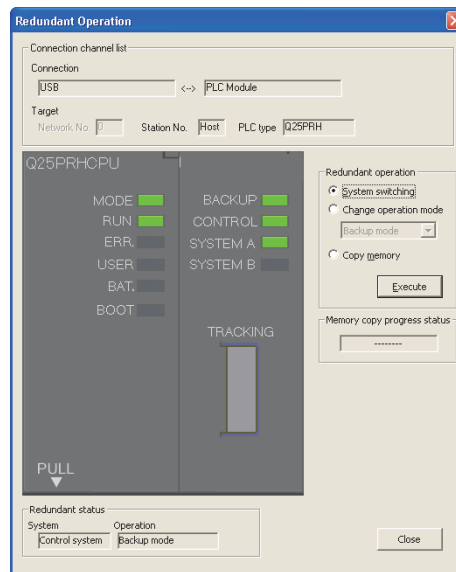 Redundant Operation
Connection channel list
Connection
USB <--> PLC Module
Target
Network No. 0 Station No. Host PLC type Q25PRH
Q25PRHCPU
MODE BACKUP
RUN CONTROL
ERR. SYSTEM A
USER SYSTEM B
BAT.
BOOT
TRACKING
PULL
Redundant operation
System switching
Change operation mode
Backup mode
Copy memory
Execute
Memory copy progress status
--------
Redundant status
System Operation
Control system Backup mode
Close